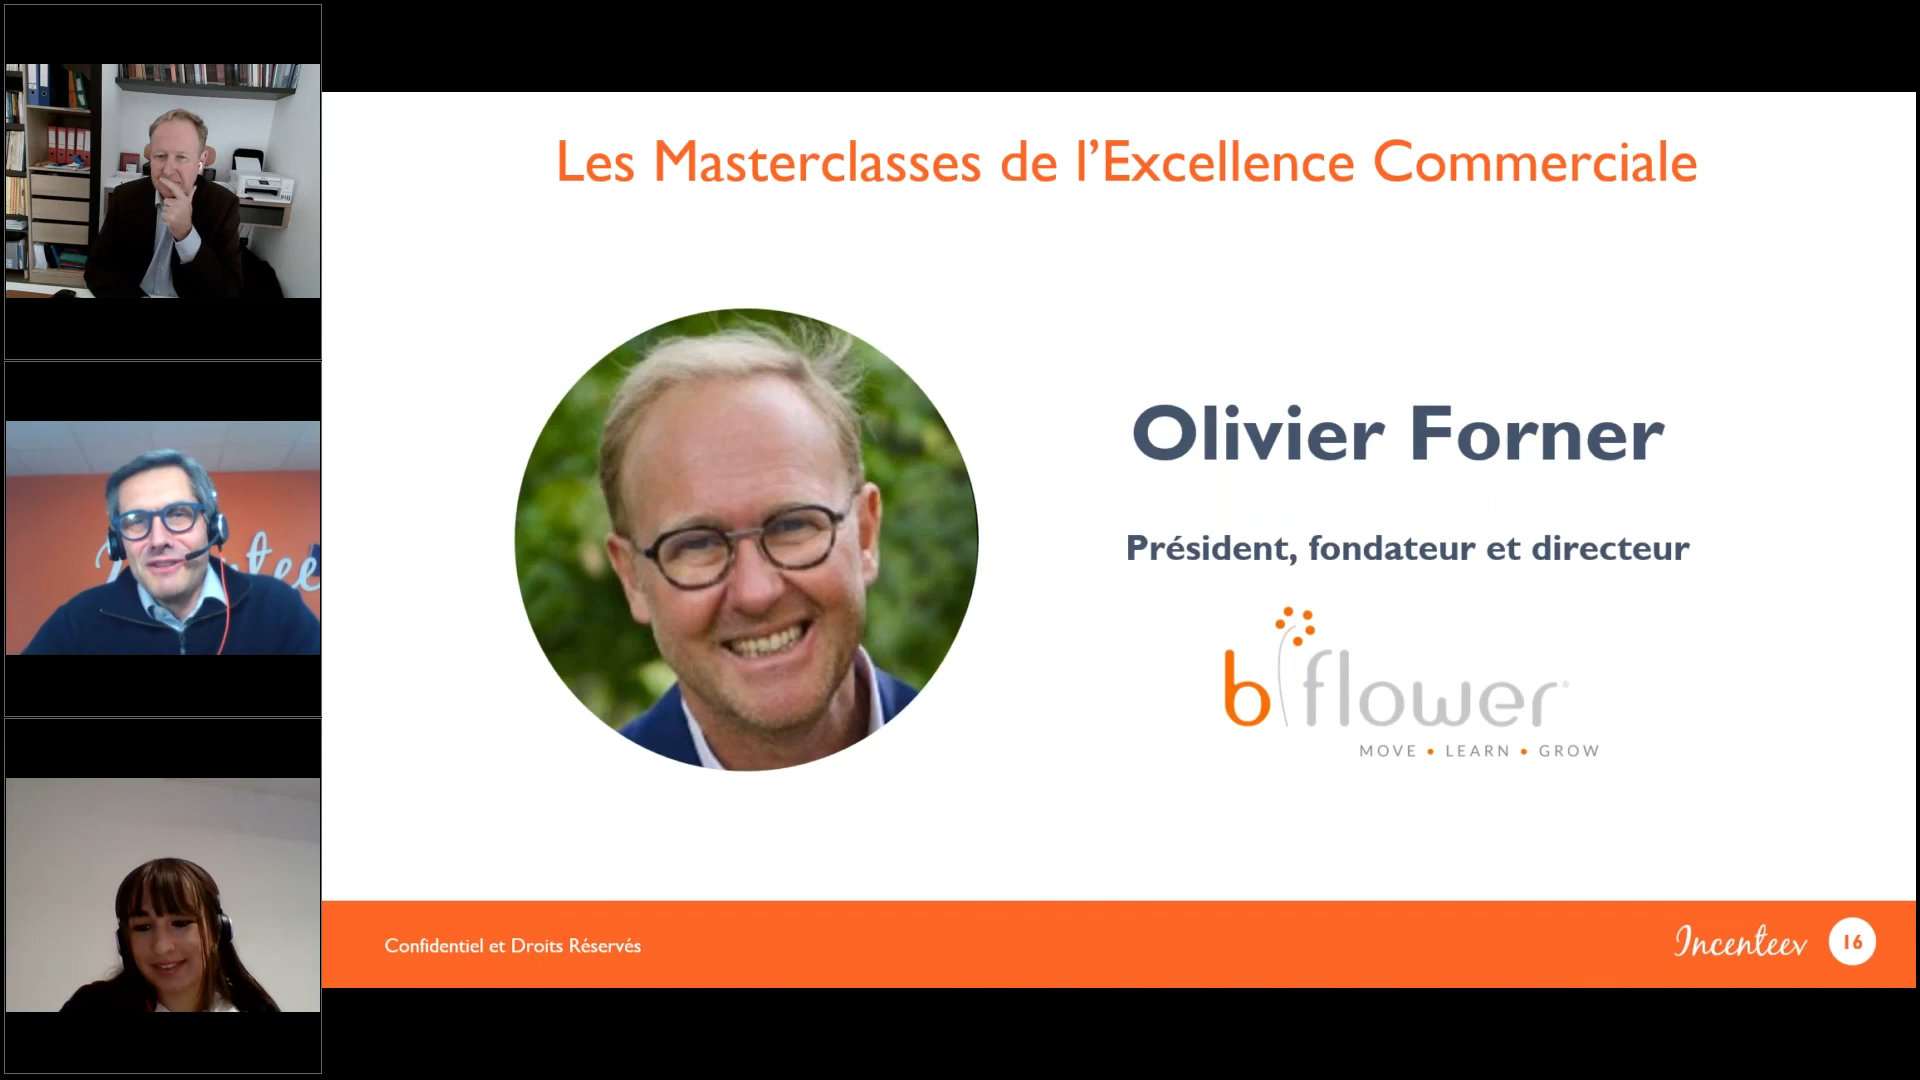 Les Masterclasses de l’Excellence Commerciale
Olivier Forner
Président, fondateur et directeur
b flower
MOVE • LEARN • GROW
Confidentiel et Droits Réservés
Incenteev
16